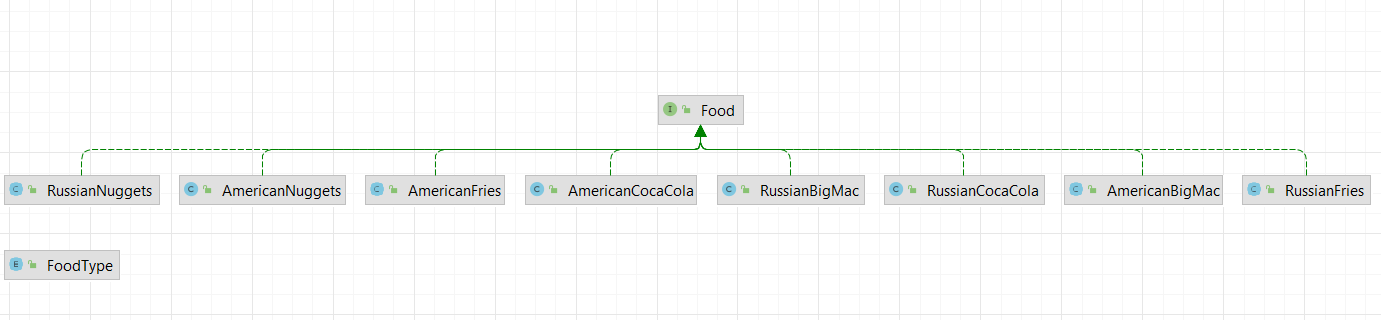 I Food
C RussianNuggets
C AmericanNuggets
C AmericanFries
C AmericanCocaCola
C RussianBigMac
C RussianCocaCola
C AmericanBigMac
C RussianFries
E FoodType